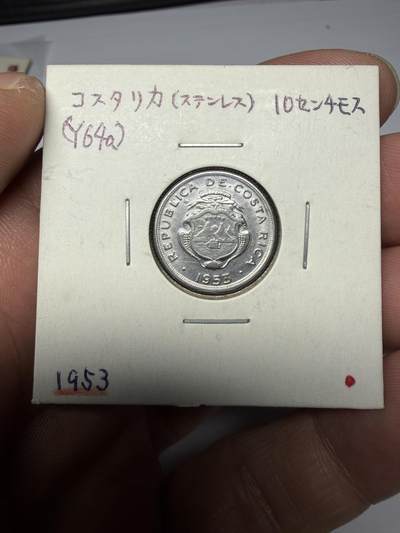 コスタリカ(ステンレス) 10センチモス
(Y64a)
REPUBLICA DE COSTA RICA
· 1953 ·
1953